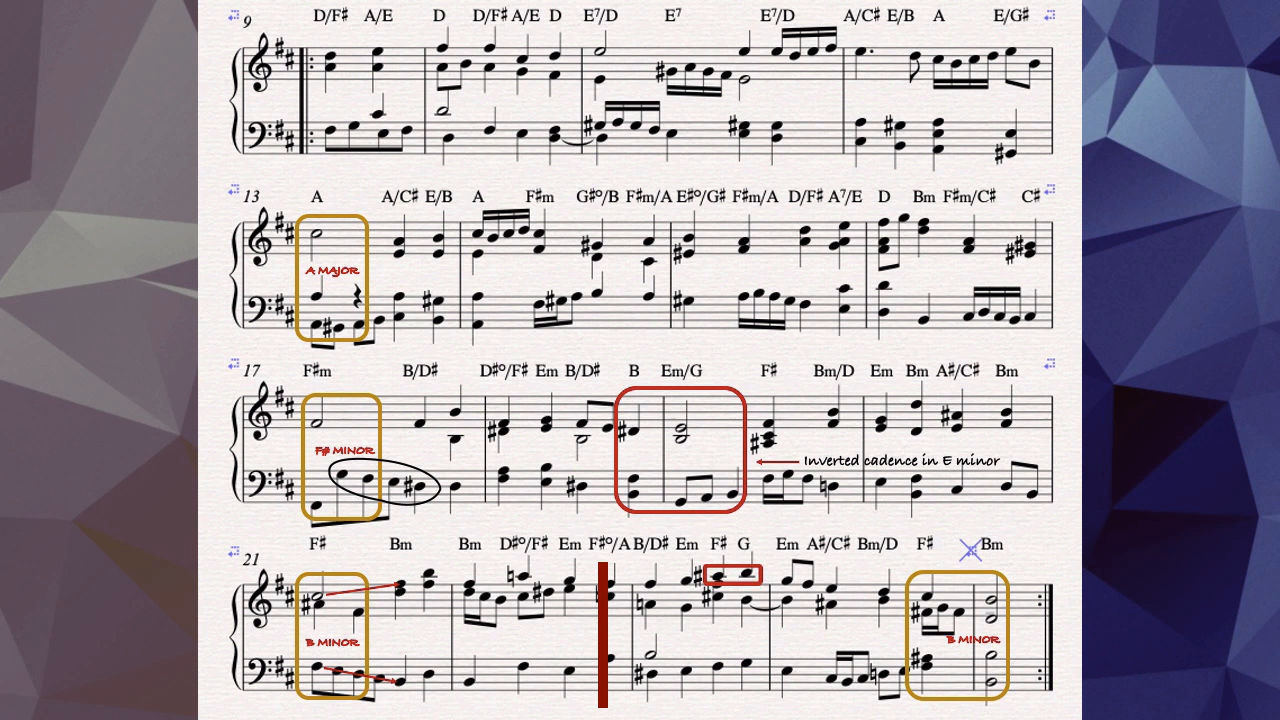 9 D/F♯ A/E D D/F♯ A/E D E⁷/D E⁷ E⁷/D A/C♯ E/B A E/G♯
13 A A/C♯ E/B A F♯m G♯°/B F♯m/A E♯°/G♯ F♯m/A D/F♯ A⁷/E D Bm F♯m/C♯ C♯
A MAJOR
17 F♯m B/D♯ D♯°/F♯ Em B/D♯ B Em/G F♯ Bm/D Em Bm A♯/C♯ Bm
F# MINOR
Inverted cadence in E minor
21 F♯ Bm Bm D♯°/F♯ Em F♯°/A B/D♯ Em F♯ G Em A♯/C♯ Bm/D F♯ Bm
B MINOR B MINOR